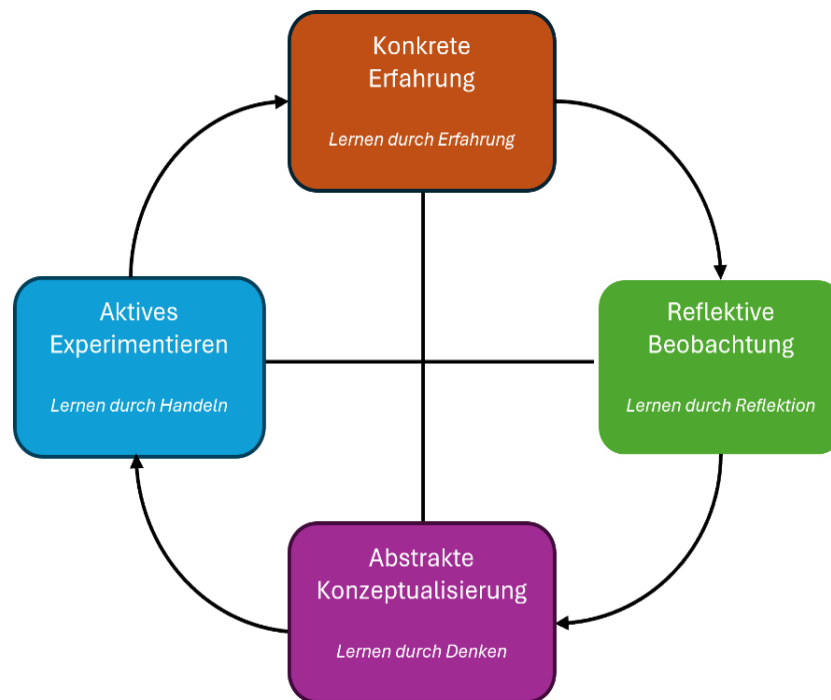 Konkrete
Erfahrung
Lernen durch Erfahrung
Aktives
Experimentieren
Lernen durch Handeln
Reflektive
Beobachtung
Lernen durch Reflektion
Abstrakte
Konzeptualisierung
Lernen durch Denken